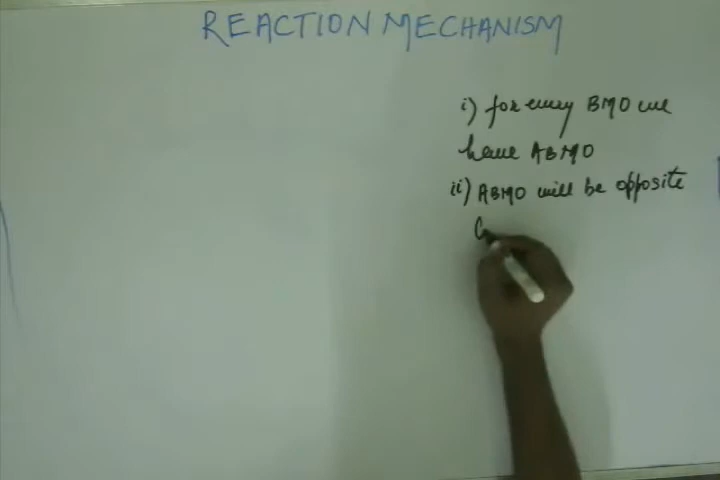 REACTION MECHANISM
i) for every BMO we
have ABMO
ii) ABMO will be opposite